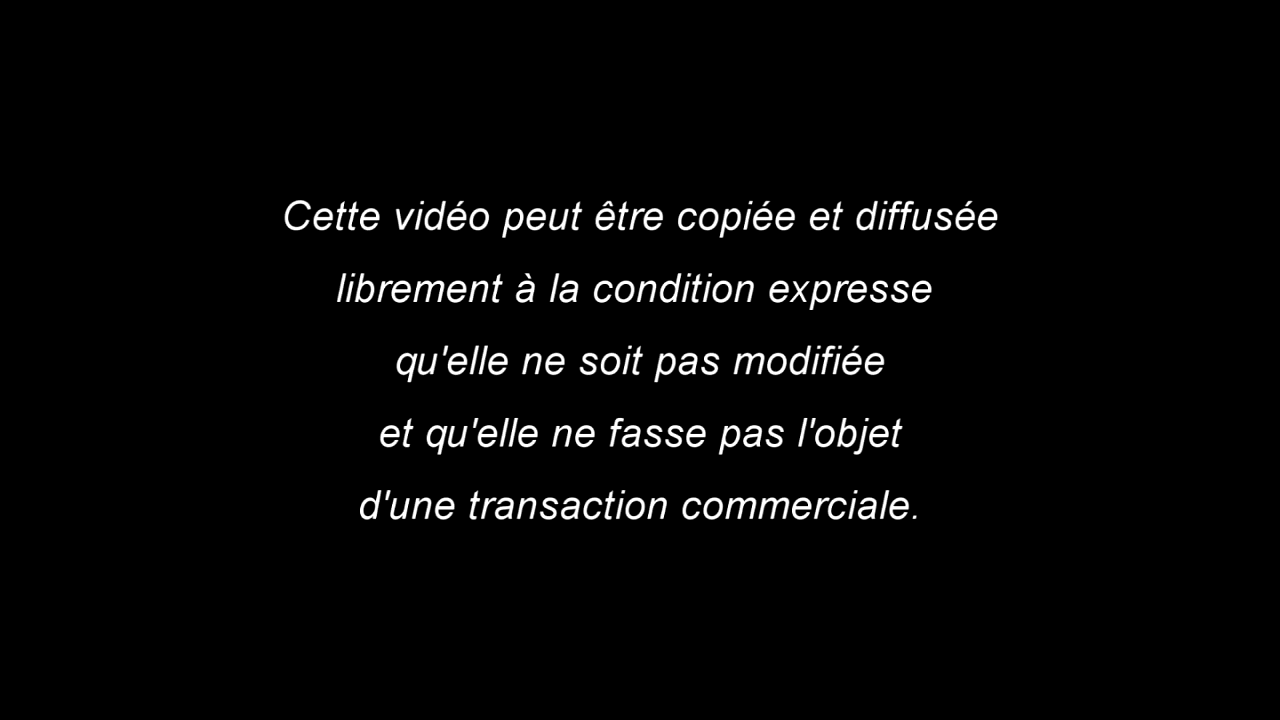 Cette vidéo peut être copiée et diffusée
librement à la condition expresse
qu'elle ne soit pas modifiée
et qu'elle ne fasse pas l'objet
d'une transaction commerciale.